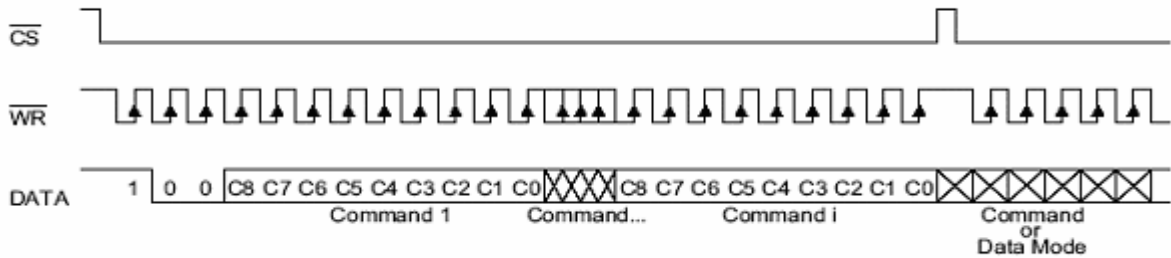 CS
WR
DATA 1 0 0 C8 C7 C6 C5 C4 C3 C2 C1 C0 C8 C7 C6 C5 C4 C3 C2 C1 C0
Command 1 Command... Command i Command
or
Data Mode